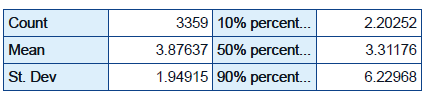 Count 3359 10% percent... 2.20252
Mean 3.87637 50% percent... 3.31176
St. Dev 1.94915 90% percent... 6.22968